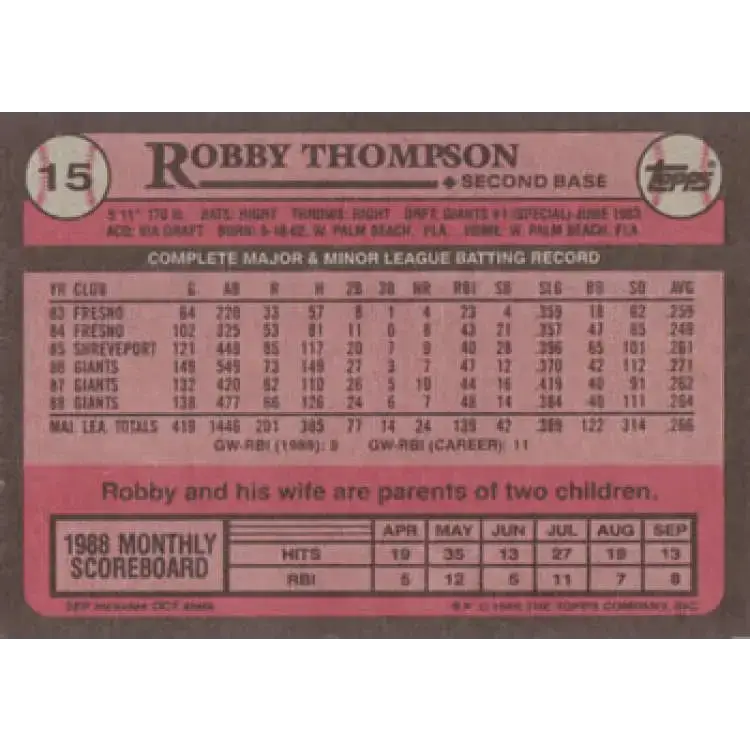 15
ROBBY THOMPSON
SECOND BASE
TOPPS
5'11" 170 lb. BATS: RIGHT THROWS: RIGHT DRAFT: GIANTS #1 (SPECIAL)-JUNE 1983
ACQ: VIA DRAFT BORN: 5-10-62, W. PALM BEACH, FLA. HOME: W. PALM BEACH, FLA
COMPLETE MAJOR & MINOR LEAGUE BATTING RECORD
YR CLUB G AB R H 2B 3B HR RBI SB SLG BB SO AVG
83 FRESNO 64 220 33 57 8 1 4 23 4 .359 18 62 .259
84 FRESNO 102 325 53 81 11 0 8 43 21 .357 47 85 .249
85 SHREVEPORT 121 449 85 117 20 7 9 40 28 .396 65 101 .261
86 GIANTS 149 549 73 149 27 3 7 47 12 .370 42 112 .271
87 GIANTS 132 420 62 110 26 5 10 44 16 .419 40 91 .262
88 GIANTS 138 477 66 126 24 6 7 48 14 .384 40 111 .264
MAJ. LEA. TOTALS 419 1446 201 385 77 14 24 139 42 .389 122 314 .266
GW-RBI (1988): GW-RBI (CAREER): 11
Robby and his wife are parents of two children.
1988 MONTHLY SCOREBOARD
APR MAY JUN JUL AUG SEP
HITS 19 35 13 27 19 13
RBI 5 12 5 11 7 8
SEP includes OCT stats
© 1989 THE TOPPS COMPANY, INC.